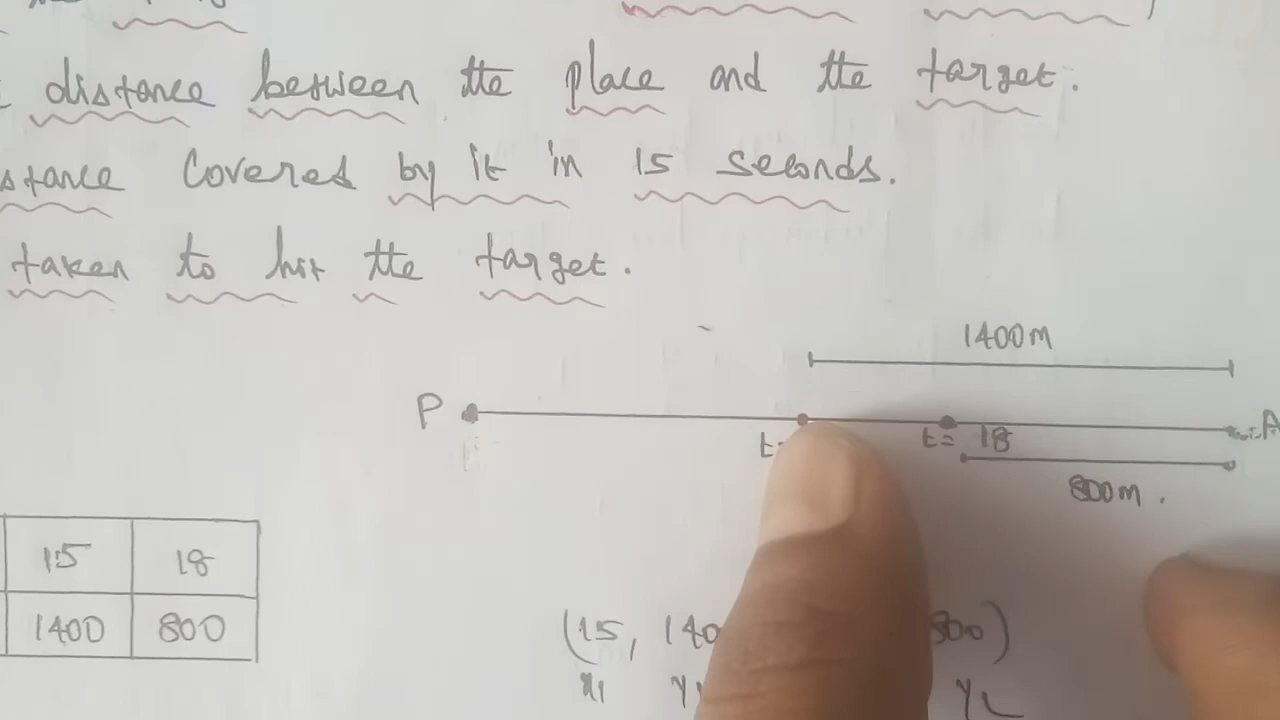 distance between the place and the target.
stance covered by it in 15 seconds.
taken to hit the target.
1400m
P
A
t=
t= 18
800m.
15 18
1400 800
(15, 140 800)
x1 y y2